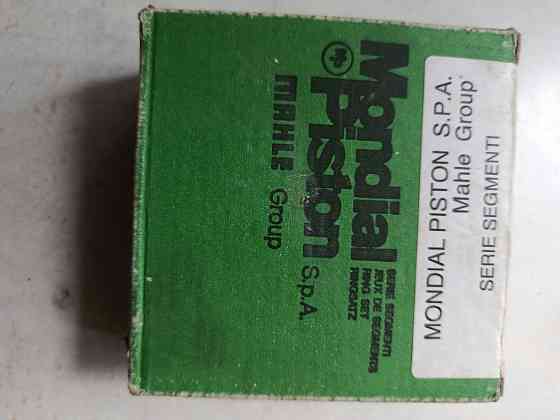 MONDIAL PISTON S.P.A.
Mahle Group
SERIE SEGMENTI
Mondial
Piston S.p.A.
MAHLE Group
SERIE SEGMENTI
JEUX DE SEGMENTS
RING SET
RINGSATZ